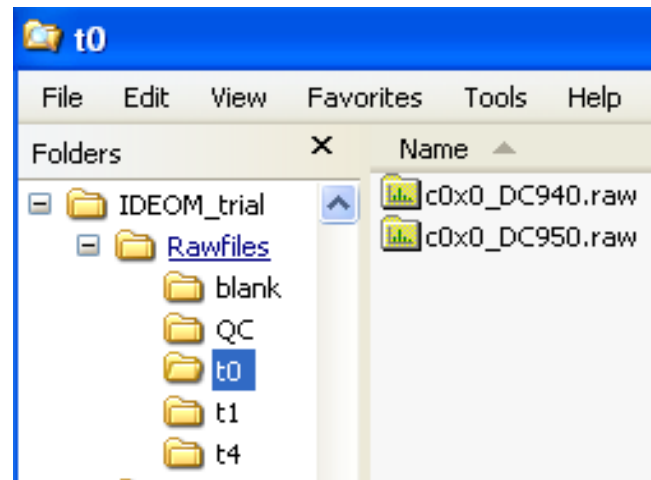 t0
File Edit View Favorites Tools Help
Folders X Name
IDEOM_trial
Rawfiles
blank
QC
t0
t1
t4
c0x0_DC940.raw
c0x0_DC950.raw